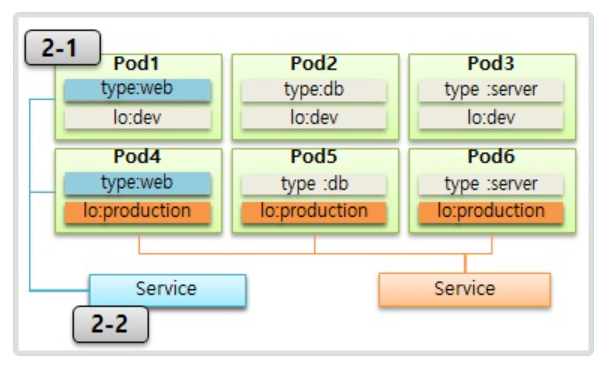 2-1
Pod1
type:web
lo:dev
Pod2
type:db
lo:dev
Pod3
type :server
lo:dev
Pod4
type:web
lo:production
Pod5
type :db
lo:production
Pod6
type :server
lo:production
Service
2-2
Service